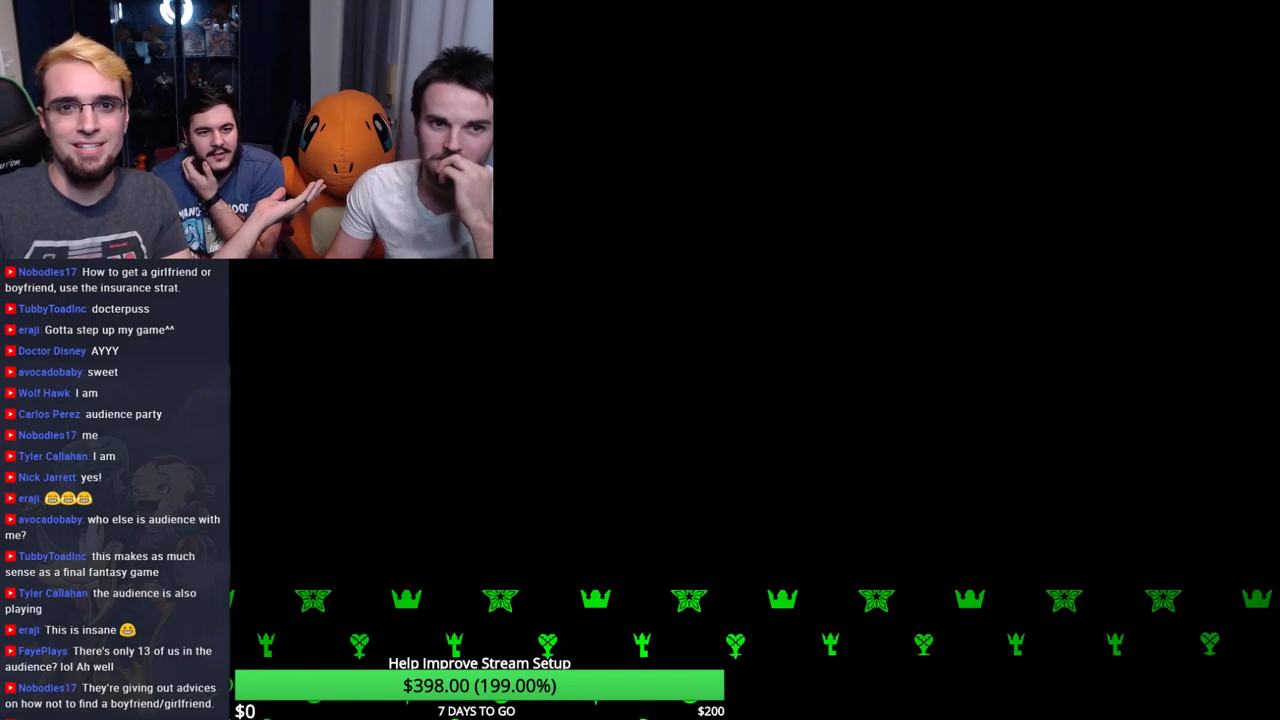 Nobodies17 How to get a girlfriend or
boyfriend, use the insurance strat.
TubbyToadInc docterpuss
eraji Gotta step up my game^^
Doctor Disney AYYY
avocadobaby sweet
Wolf Hawk I am
Carlos Perez audience party
Nobodies17 me
Tyler Callahan I am
Nick Jarrett yes!
eraji 😂😂😂
avocadobaby who else is audience with
me?
TubbyToadInc this makes as much
sense as a final fantasy game
Tyler Callahan the audience is also
playing
eraji This is insane 😂
FayePlays There's only 13 of us in the
audience? lol Ah well
Nobodies17 They're giving out advices
on how not to find a boyfriend/girlfriend.
Help Improve Stream Setup
$398.00 (199.00%)
$0 7 DAYS TO GO $200